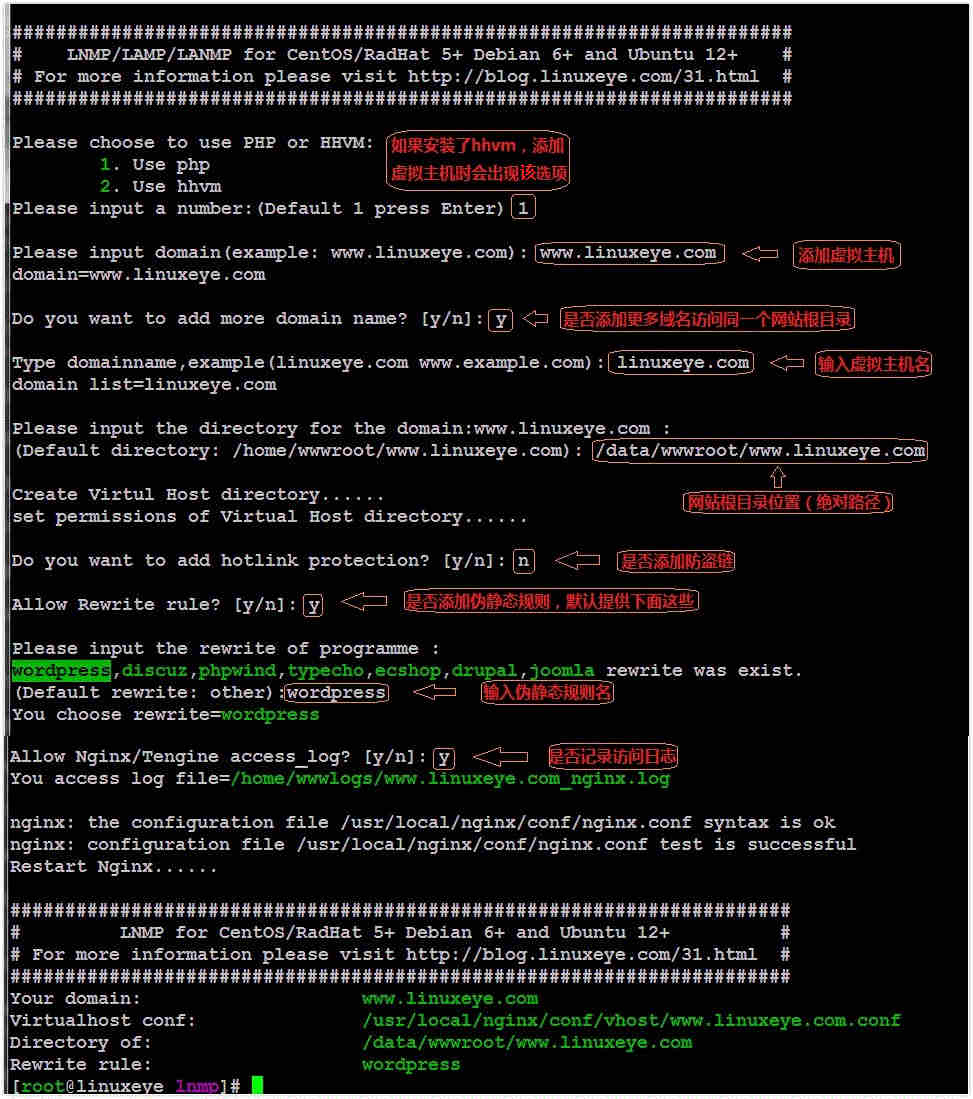 #######################################################################
#    LNMP/LAMP/LANMP for CentOS/RadHat 5+ Debian 6+ and Ubuntu 12+    #
# For more information please visit http://blog.linuxeye.com/31.html  #
#######################################################################
Please choose to use PHP or HHVM:
如果安装了hhvm，添加
虚拟主机时会出现该选项
1. Use php
2. Use hhvm
Please input a number:(Default 1 press Enter) 1
Please input domain(example: www.linuxeye.com): www.linuxeye.com 添加虚拟主机
domain=www.linuxeye.com
Do you want to add more domain name? [y/n]: y 是否添加更多域名访问同一个网站根目录
Type domainname,example(linuxeye.com www.example.com): linuxeye.com 输入虚拟主机名
domain list=linuxeye.com
Please input the directory for the domain:www.linuxeye.com :
(Default directory: /home/wwwroot/www.linuxeye.com): /data/wwwroot/www.linuxeye.com
网站根目录位置（绝对路径）
Create Virtul Host directory......
set permissions of Virtual Host directory......
Do you want to add hotlink protection? [y/n]: n 是否添加防盗链
Allow Rewrite rule? [y/n]: y 是否添加伪静态规则，默认提供下面这些
Please input the rewrite of programme :
wordpress,discuz,phpwind,typecho,ecshop,drupal,joomla rewrite was exist.
(Default rewrite: other):wordpress 输入伪静态规则名
You choose rewrite=wordpress
Allow Nginx/Tengine access_log? [y/n]: y 是否记录访问日志
You access log file=/home/wwwlogs/www.linuxeye.com_nginx.log
nginx: the configuration file /usr/local/nginx/conf/nginx.conf syntax is ok
nginx: configuration file /usr/local/nginx/conf/nginx.conf test is successful
Restart Nginx......
#######################################################################
#         LNMP for CentOS/RadHat 5+ Debian 6+ and Ubuntu 12+          #
# For more information please visit http://blog.linuxeye.com/31.html  #
#######################################################################
Your domain: www.linuxeye.com
Virtualhost conf: /usr/local/nginx/conf/vhost/www.linuxeye.com.conf
Directory of: /data/wwwroot/www.linuxeye.com
Rewrite rule: wordpress
[root@linuxeye lnmp]#